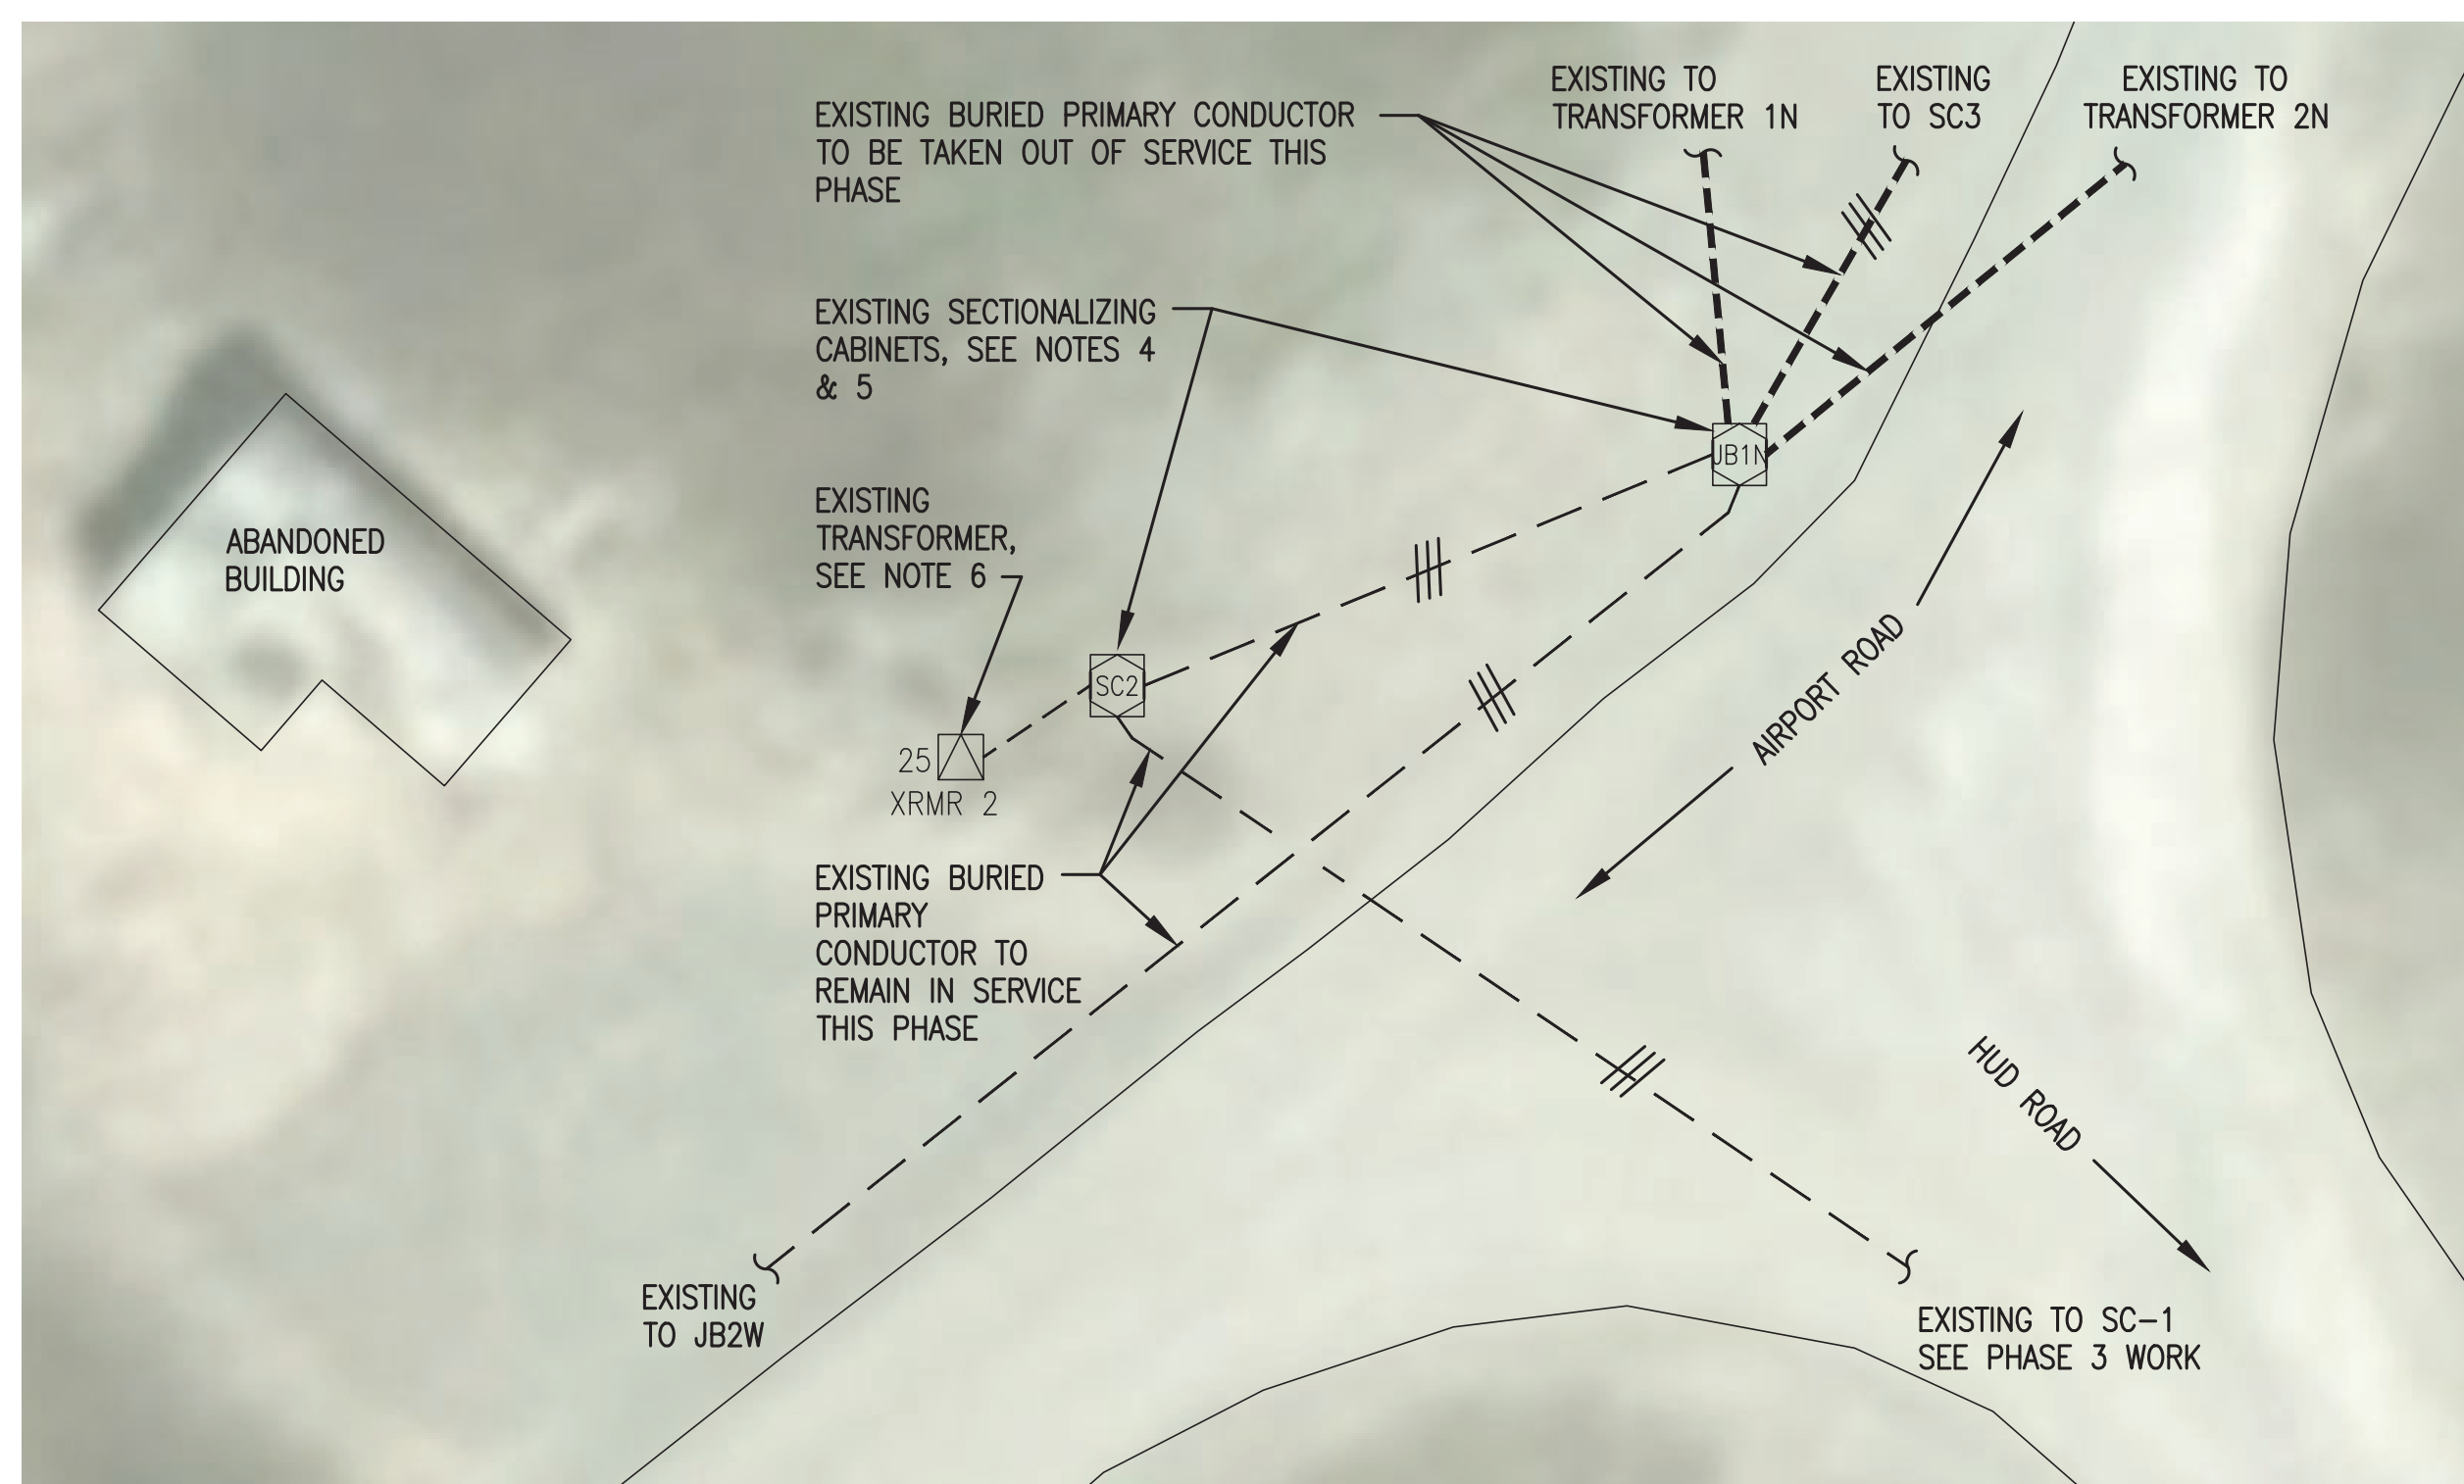 EXISTING TO
TRANSFORMER 1N
EXISTING
TO SC3
EXISTING TO
TRANSFORMER 2N
EXISTING BURIED PRIMARY CONDUCTOR
TO BE TAKEN OUT OF SERVICE THIS
PHASE
EXISTING SECTIONALIZING
CABINETS, SEE NOTES 4
& 5
JB1N
EXISTING
TRANSFORMER,
SEE NOTE 6
ABANDONED
BUILDING
SC2
25
XRMR 2
AIRPORT ROAD
EXISTING BURIED
PRIMARY
CONDUCTOR TO
REMAIN IN SERVICE
THIS PHASE
HUD ROAD
EXISTING
TO JB2W
EXISTING TO SC-1
SEE PHASE 3 WORK